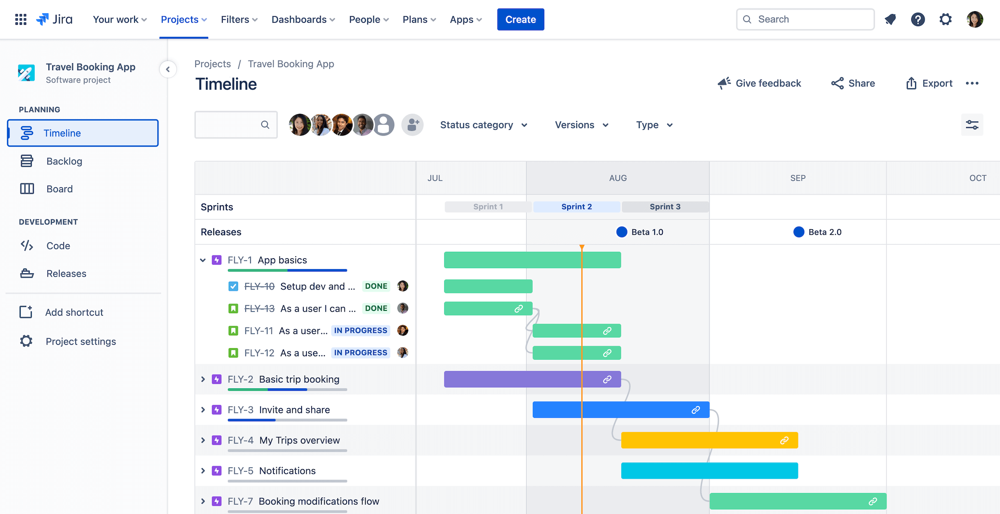 Jira Your work Projects Filters Dashboards People Plans Apps Create Search
Travel Booking App
Software project
PLANNING
Timeline
Backlog
Board
DEVELOPMENT
Code
Releases
Add shortcut
Project settings
Projects / Travel Booking App
Timeline
Give feedback Share Export
Status category Versions Type
JUL AUG SEP OCT
Sprints Sprint 1 Sprint 2 Sprint 3
Releases Beta 1.0 Beta 2.0
FLY-1 App basics
FLY-10 Setup dev and ... DONE
FLY-13 As a user I can ... DONE
FLY-11 As a user... IN PROGRESS
FLY-12 As a use... IN PROGRESS
FLY-2 Basic trip booking
FLY-3 Invite and share
FLY-4 My Trips overview
FLY-5 Notifications
FLY-7 Booking modifications flow